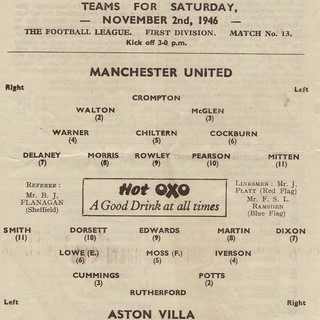 TEAMS FOR SATURDAY,
NOVEMBER 2nd, 1946
THE FOOTBALL LEAGUE. FIRST DIVISION. MATCH No. 13.
Kick off 3-0 p.m.
MANCHESTER UNITED
Right Left
CROMPTON
WALTON McGLEN
(2) (3)
WARNER CHILTERN COCKBURN
(4) (5) (6)
DELANEY MORRIS ROWLEY PEARSON MITTEN
(7) (8) (9) (10) (11)
REFEREE :
Mr. B. J.
FLANAGAN
(Sheffield)
Hot OXO
A Good Drink at all times
LINESMEN : Mr. J.
PLATT (Red Flag)
Mr. F. S. L.
RAMSDEN
(Blue Flag)
SMITH DORSETT EDWARDS MARTIN DIXON
(11) (10) (9) (8) (7)
LOWE (E.) MOSS (F.) IVERSON
(6) (5) (4)
CUMMINGS POTTS
(3) (2)
RUTHERFORD
Left Right
ASTON VILLA